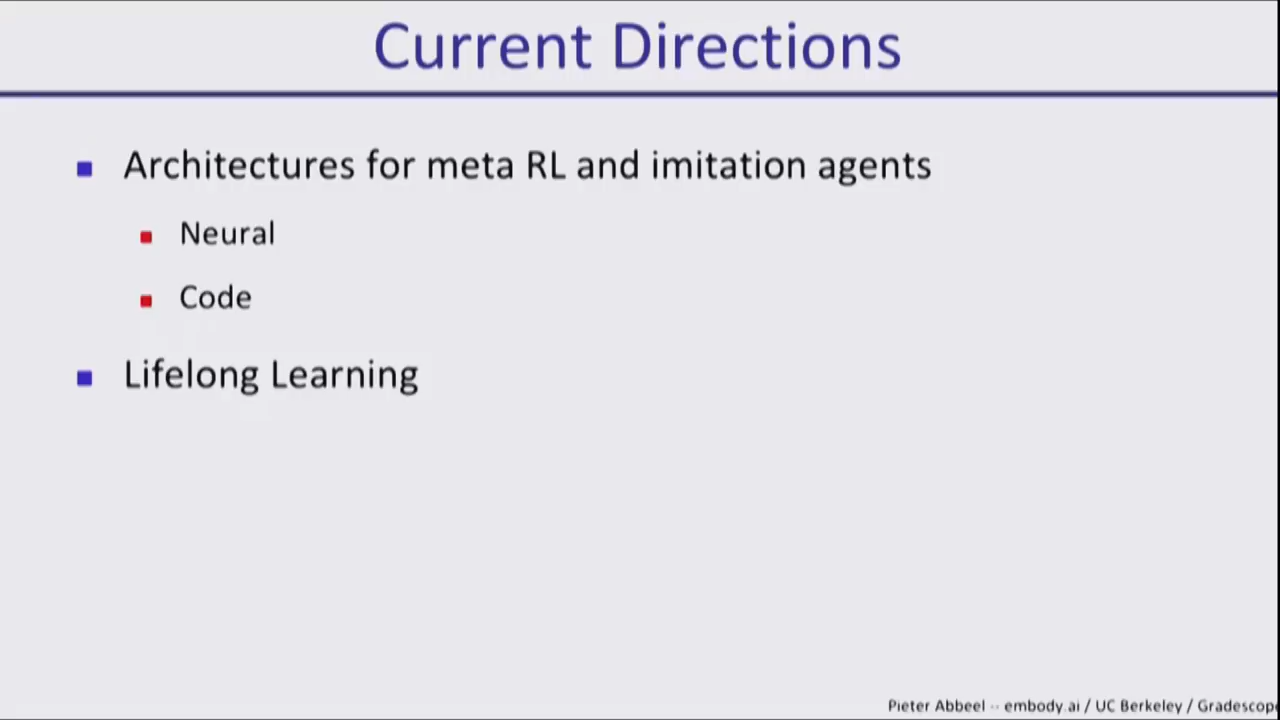 Current Directions
Architectures for meta RL and imitation agents
Neural
Code
Lifelong Learning
Pieter Abbeel -- embody.ai / UC Berkeley / Gradescop